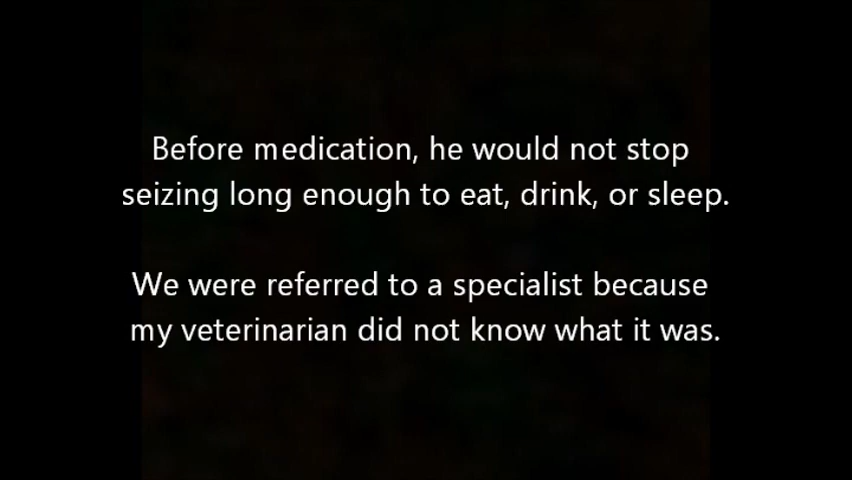 Before medication, he would not stop
seizing long enough to eat, drink, or sleep.
We were referred to a specialist because
my veterinarian did not know what it was.